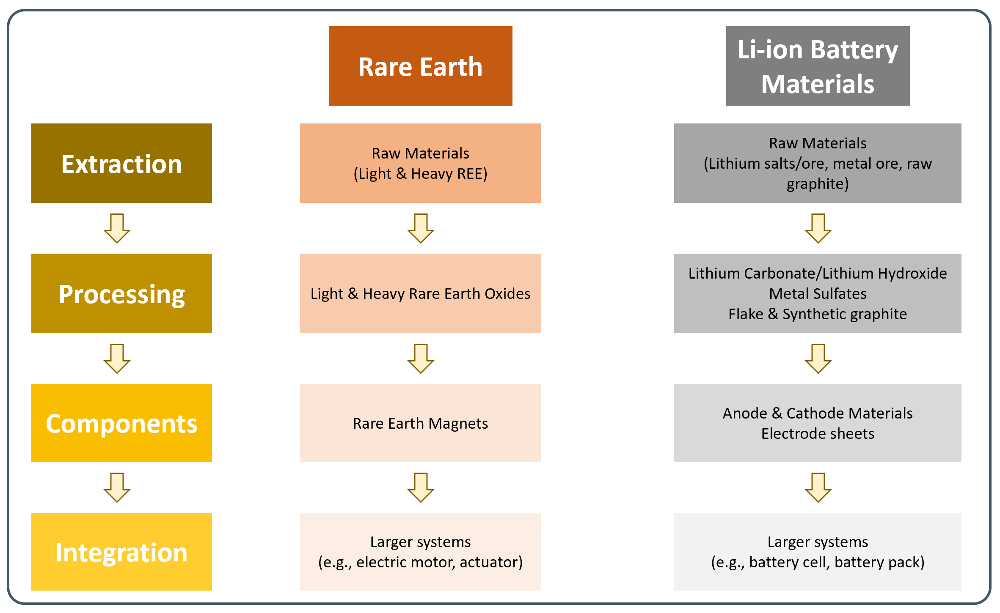 Rare Earth
Li-ion Battery
Materials
Extraction
Raw Materials
(Light & Heavy REE)
Raw Materials
(Lithium salts/ore, metal ore, raw
graphite)
Processing
Light & Heavy Rare Earth Oxides
Lithium Carbonate/Lithium Hydroxide
Metal Sulfates
Flake & Synthetic graphite
Components
Rare Earth Magnets
Anode & Cathode Materials
Electrode sheets
Integration
Larger systems
(e.g., electric motor, actuator)
Larger systems
(e.g., battery cell, battery pack)